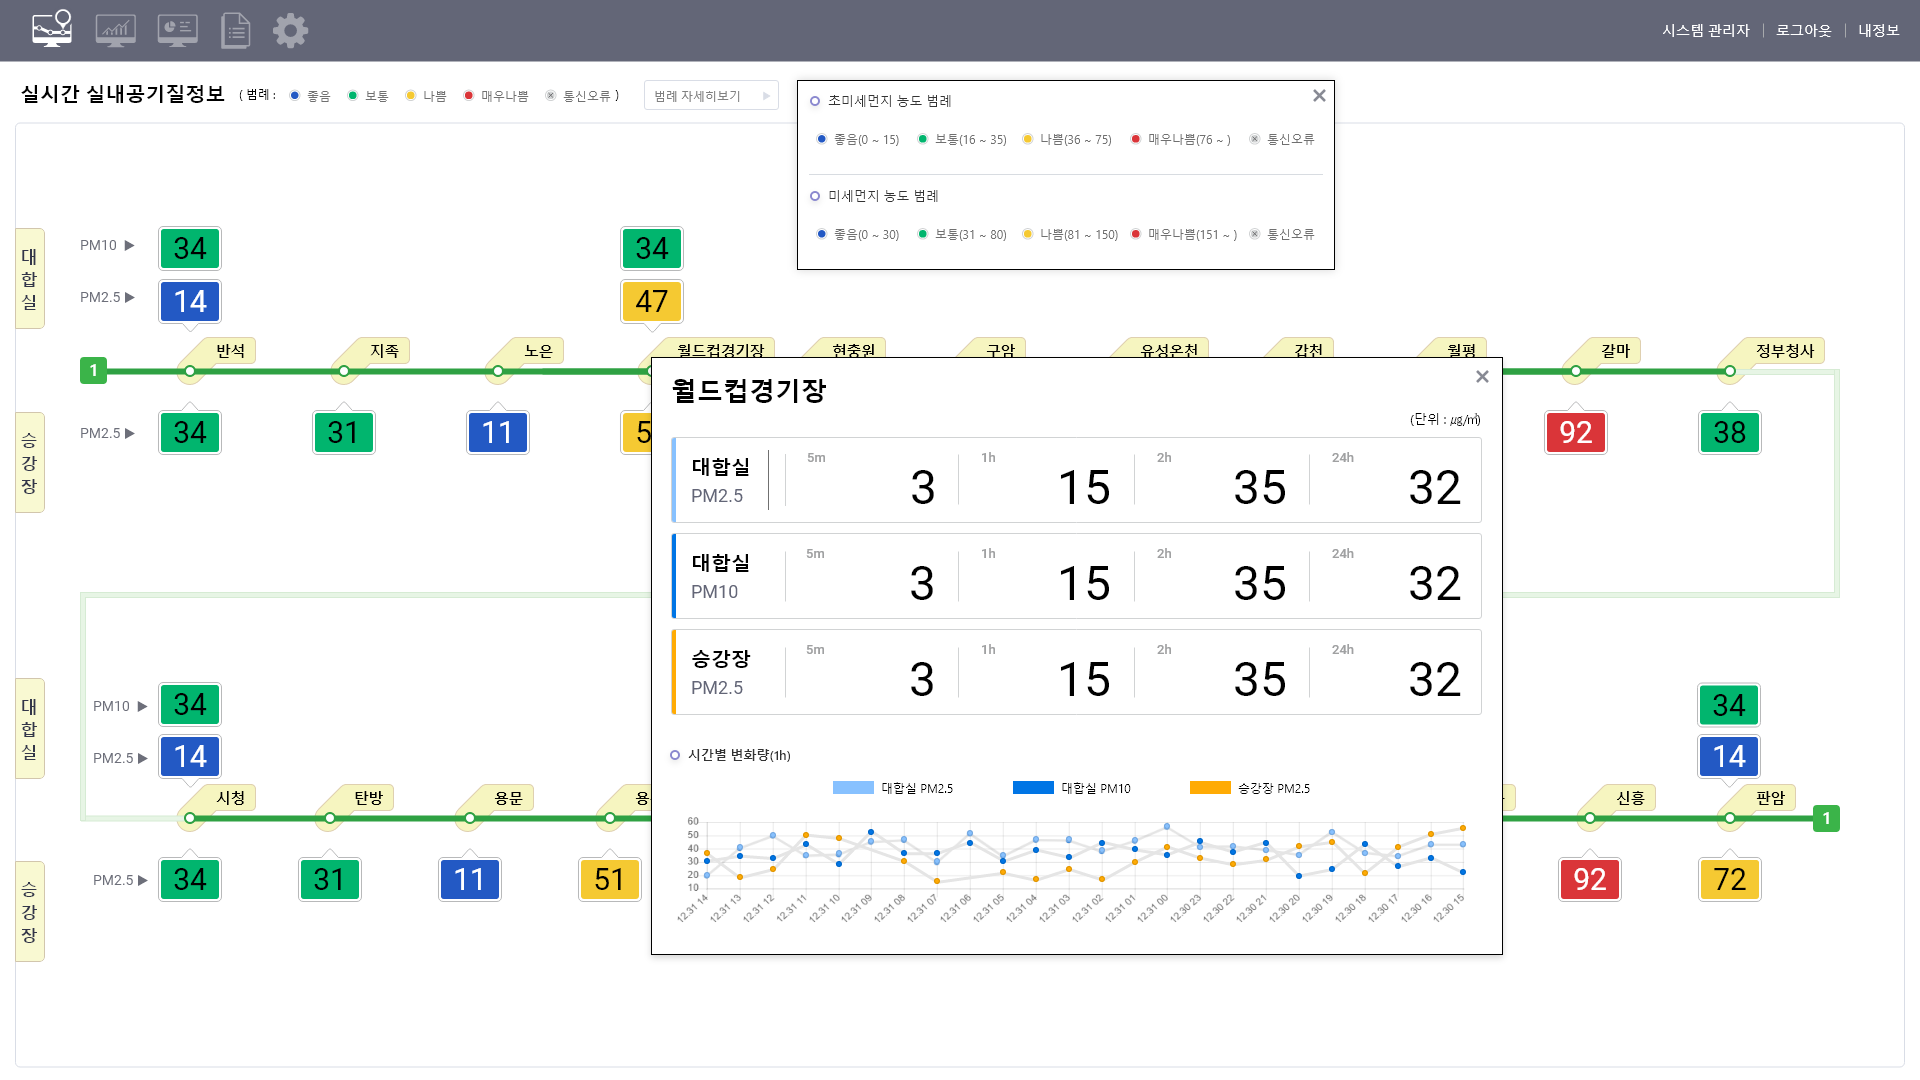 시스템 관리자 로그아웃 내정보
실시간 실내공기질정보 ( 범례 : 좋음 보통 나쁨 매우나쁨 통신오류 ) 범례 자세히보기
초미세먼지 농도 범례
좋음(0 ~ 15) 보통(16 ~ 35) 나쁨(36 ~ 75) 매우나쁨(76 ~ ) 통신오류
미세먼지 농도 범례
좋음(0 ~ 30) 보통(31 ~ 80) 나쁨(81 ~ 150) 매우나쁨(151 ~ ) 통신오류
대합실
PM10 34 34
PM2.5 14 47
1 반석 지족 노은 월드컵경기장 현충원 구암 유성온천 갑천 월평 갈마 정부청사
승강장
PM2.5 34 31 11 5 92 38
월드컵경기장
(단위 : ㎍/㎥)
대합실 PM2.5 5m 3 1h 15 2h 35 24h 32
대합실 PM10 5m 3 1h 15 2h 35 24h 32
승강장 PM2.5 5m 3 1h 15 2h 35 24h 32
시간별 변화량(1h)
대합실 PM2.5 대합실 PM10 승강장 PM2.5
60
50
40
30
20
10
12.31 14 12.31 13 12.31 12 12.31 11 12.31 10 12.31 09 12.31 08 12.31 07 12.31 06 12.31 05 12.31 04 12.31 03 12.31 02 12.31 01 12.31 00 12.30 23 12.30 22 12.30 21 12.30 20 12.30 19 12.30 18 12.30 17 12.30 16 12.30 15
대합실
PM10 34 34
PM2.5 14 14
시청 탄방 용문 용 신흥 판암 1
승강장
PM2.5 34 31 11 51 92 72